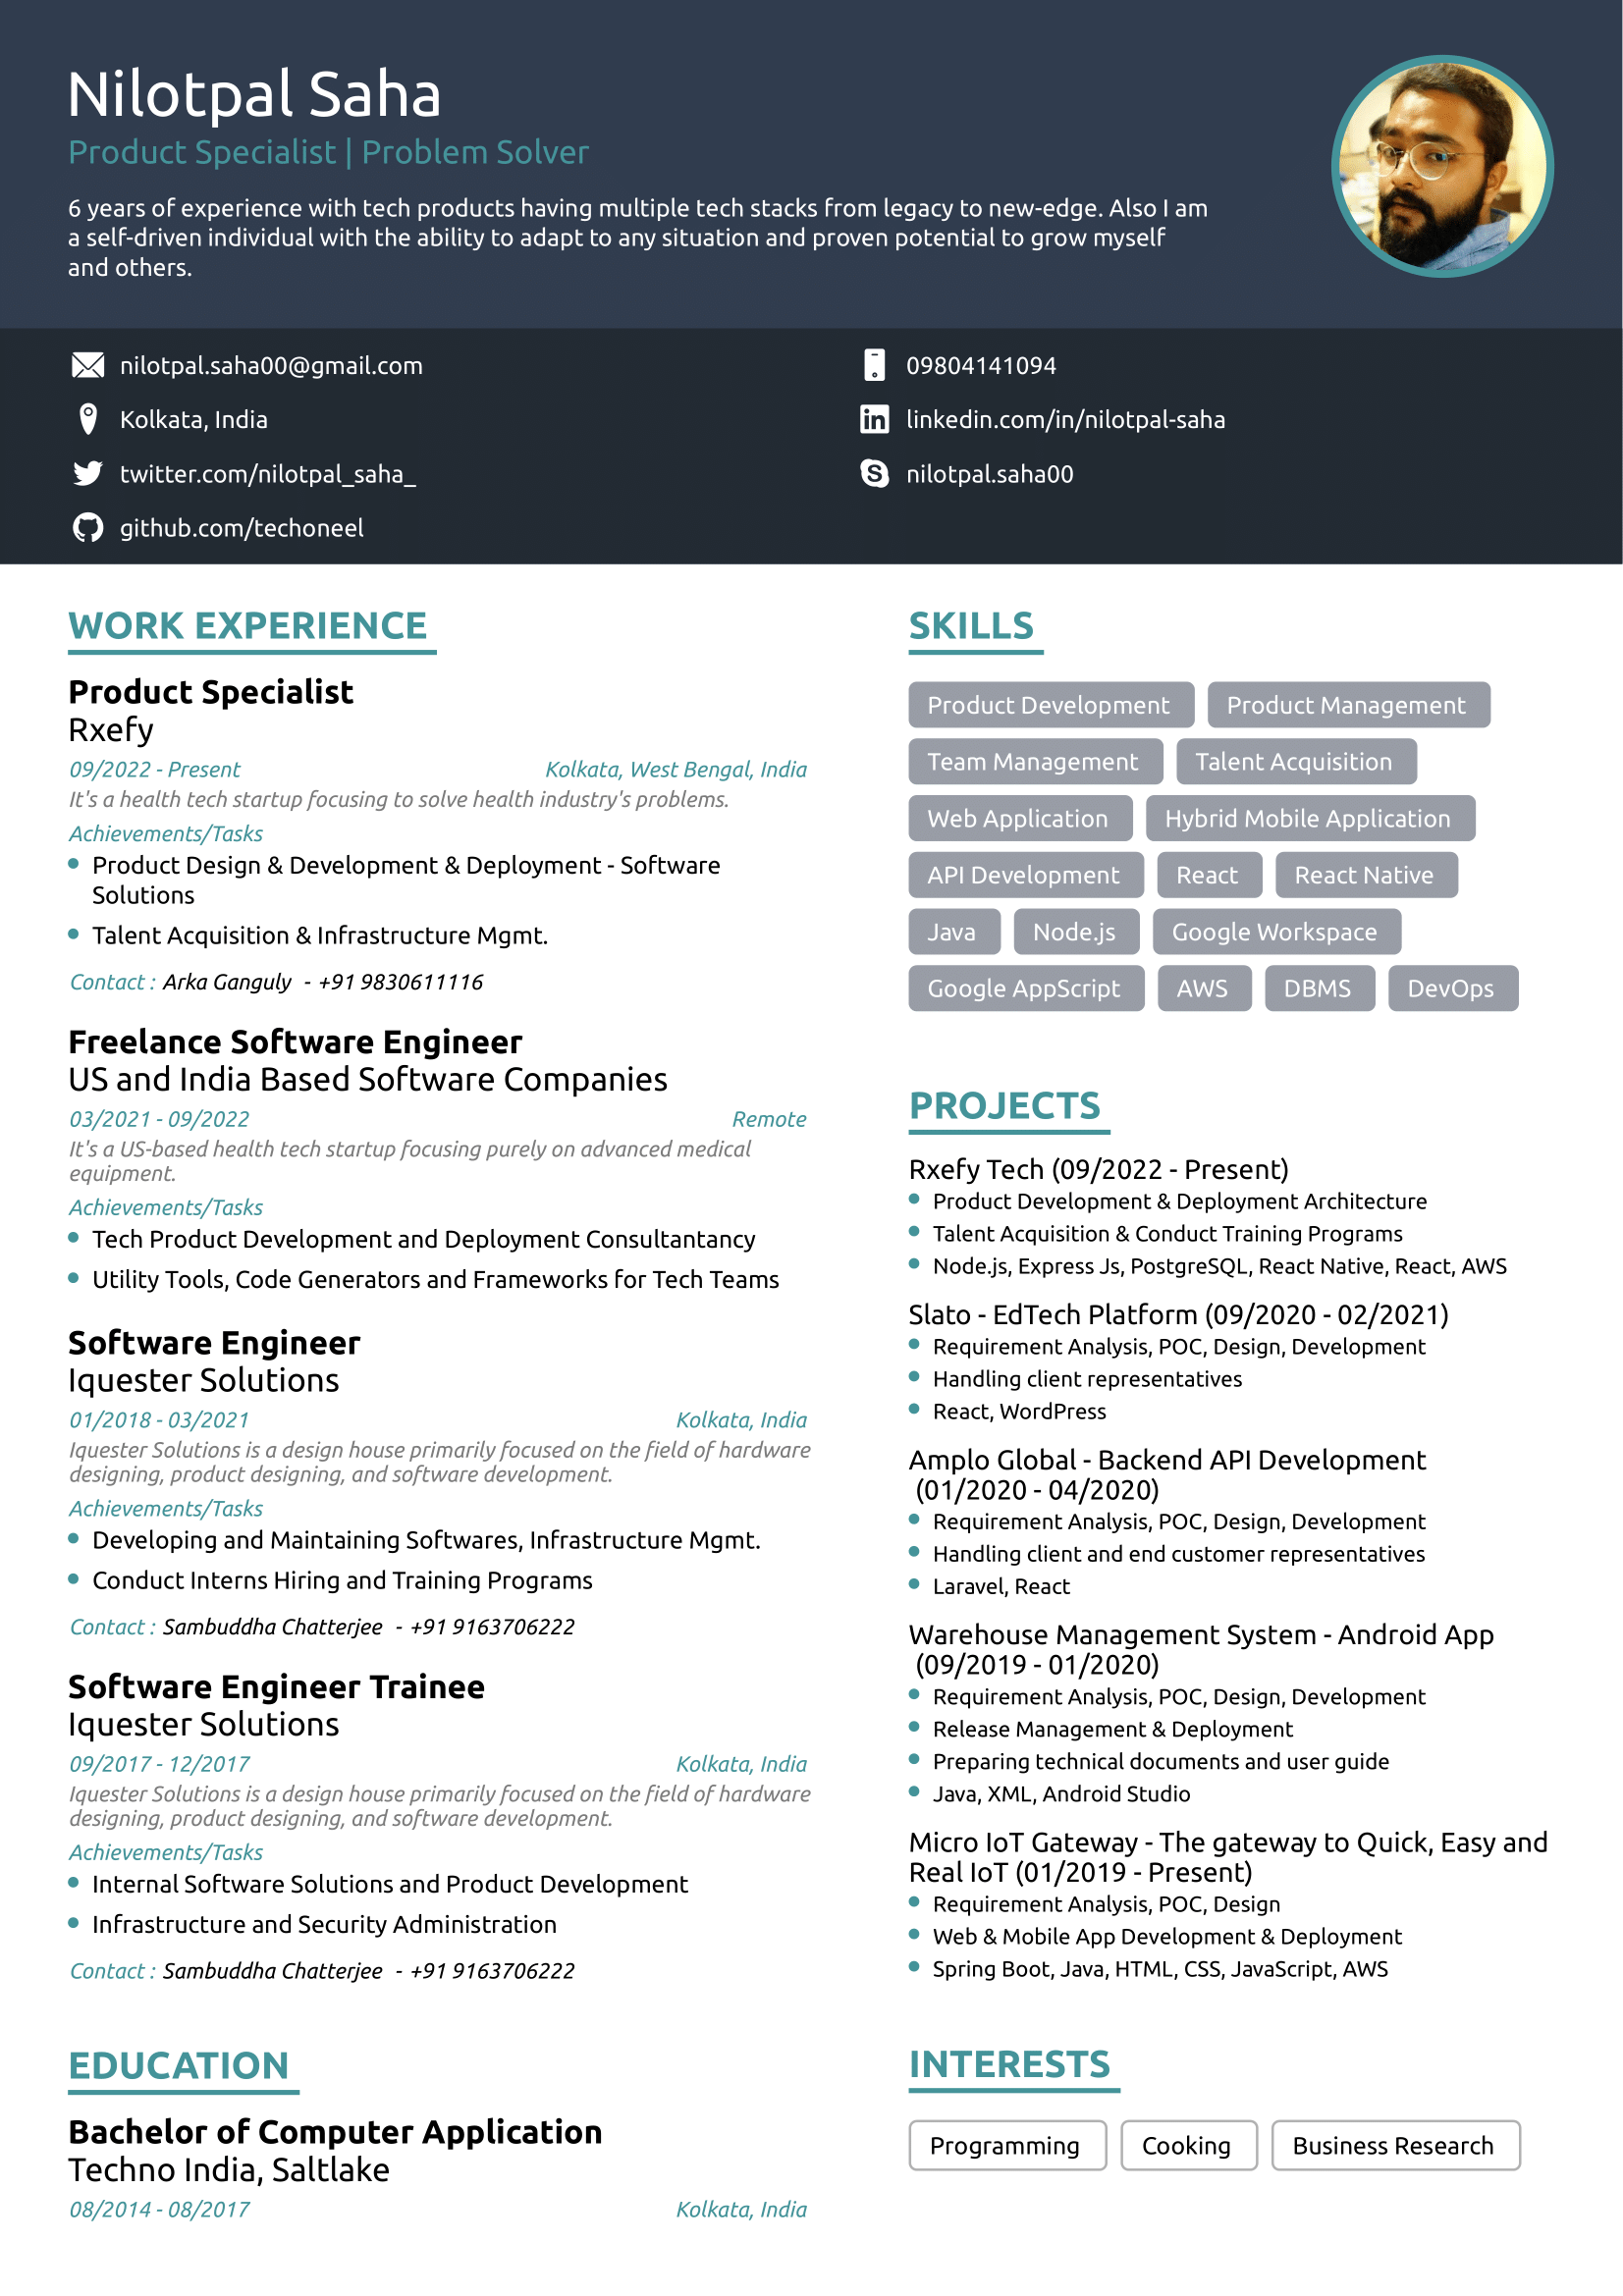 Nilotpal Saha
Product Specialist | Problem Solver
6 years of experience with tech products having multiple tech stacks from legacy to new-edge. Also I am
a self-driven individual with the ability to adapt to any situation and proven potential to grow myself
and others.
nilotpal.saha00@gmail.com
09804141094
Kolkata, India
linkedin.com/in/nilotpal-saha
twitter.com/nilotpal_saha_
nilotpal.saha00
github.com/techoneel
WORK EXPERIENCE
Product Specialist
Rxefy
09/2022 - Present Kolkata, West Bengal, India
It's a health tech startup focusing to solve health industry's problems.
Achievements/Tasks
Product Design & Development & Deployment - Software
Solutions
Talent Acquisition & Infrastructure Mgmt.
Contact : Arka Ganguly - +91 9830611116
Freelance Software Engineer
US and India Based Software Companies
03/2021 - 09/2022 Remote
It's a US-based health tech startup focusing purely on advanced medical
equipment.
Achievements/Tasks
Tech Product Development and Deployment Consultantancy
Utility Tools, Code Generators and Frameworks for Tech Teams
Software Engineer
Iquester Solutions
01/2018 - 03/2021 Kolkata, India
Iquester Solutions is a design house primarily focused on the field of hardware
designing, product designing, and software development.
Achievements/Tasks
Developing and Maintaining Softwares, Infrastructure Mgmt.
Conduct Interns Hiring and Training Programs
Contact : Sambuddha Chatterjee - +91 9163706222
Software Engineer Trainee
Iquester Solutions
09/2017 - 12/2017 Kolkata, India
Iquester Solutions is a design house primarily focused on the field of hardware
designing, product designing, and software development.
Achievements/Tasks
Internal Software Solutions and Product Development
Infrastructure and Security Administration
Contact : Sambuddha Chatterjee - +91 9163706222
EDUCATION
Bachelor of Computer Application
Techno India, Saltlake
08/2014 - 08/2017 Kolkata, India
SKILLS
Product Development Product Management
Team Management Talent Acquisition
Web Application Hybrid Mobile Application
API Development React React Native
Java Node.js Google Workspace
Google AppScript AWS DBMS DevOps
PROJECTS
Rxefy Tech (09/2022 - Present)
Product Development & Deployment Architecture
Talent Acquisition & Conduct Training Programs
Node.js, Express Js, PostgreSQL, React Native, React, AWS
Slato - EdTech Platform (09/2020 - 02/2021)
Requirement Analysis, POC, Design, Development
Handling client representatives
React, WordPress
Amplo Global - Backend API Development
(01/2020 - 04/2020)
Requirement Analysis, POC, Design, Development
Handling client and end customer representatives
Laravel, React
Warehouse Management System - Android App
(09/2019 - 01/2020)
Requirement Analysis, POC, Design, Development
Release Management & Deployment
Preparing technical documents and user guide
Java, XML, Android Studio
Micro IoT Gateway - The gateway to Quick, Easy and
Real IoT (01/2019 - Present)
Requirement Analysis, POC, Design
Web & Mobile App Development & Deployment
Spring Boot, Java, HTML, CSS, JavaScript, AWS
INTERESTS
Programming Cooking Business Research